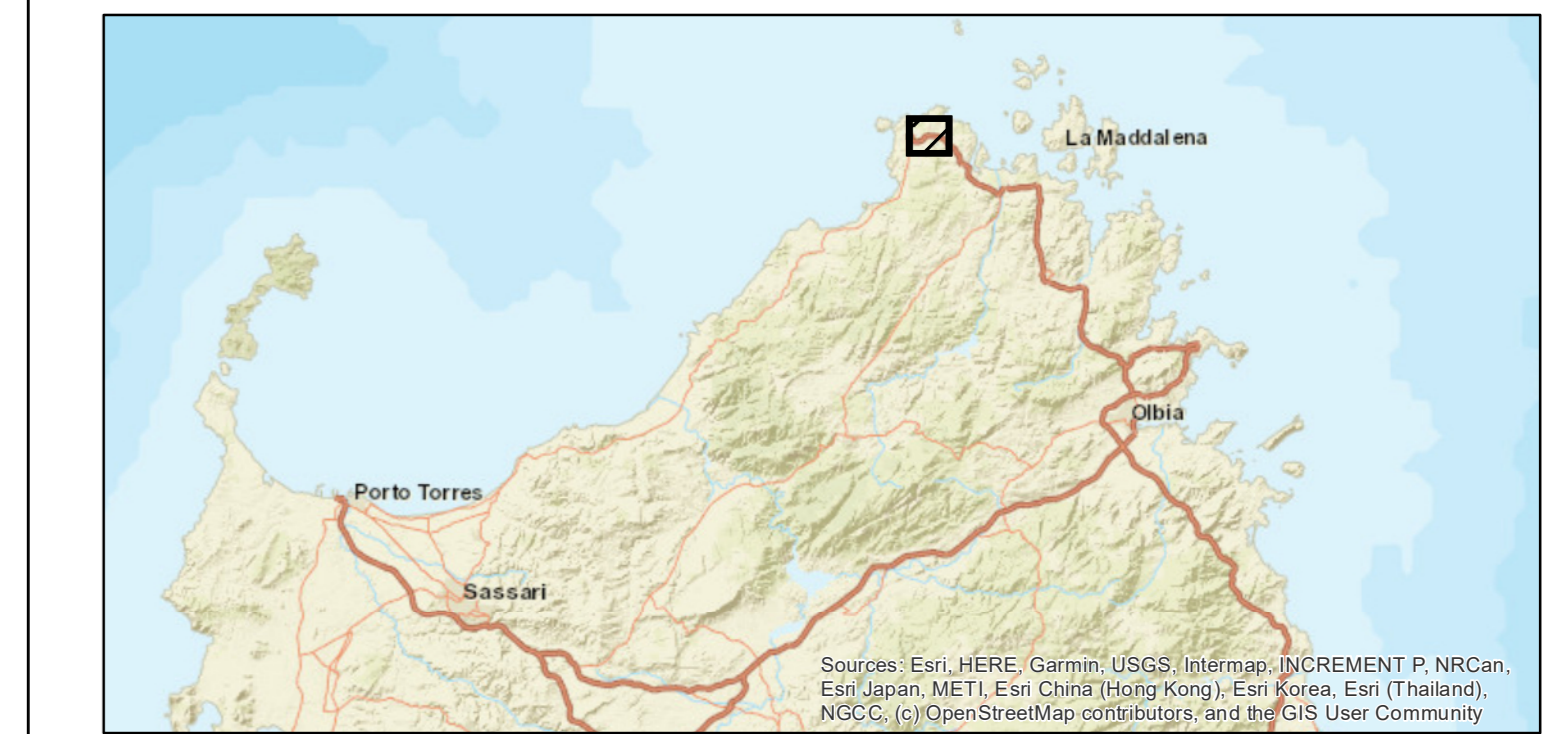 La Maddalena
Olbia
Porto Torres
Sassari
Sources: Esri, HERE, Garmin, USGS, Intermap, INCREMENT P, NRCan,
Esri Japan, METI, Esri China (Hong Kong), Esri Korea, Esri (Thailand),
NGCC, (c) OpenStreetMap contributors, and the GIS User Community